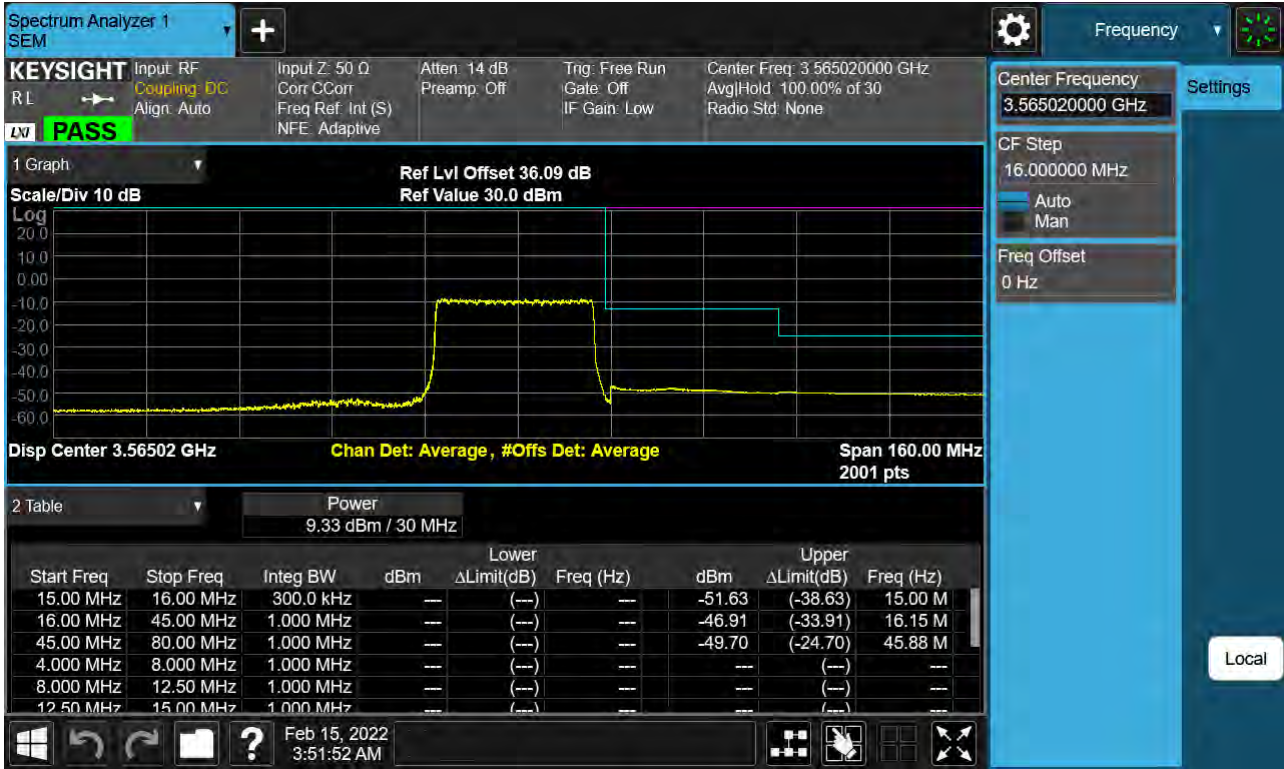 Spectrum Analyzer 1
SEM
+
Frequency
KEYSIGHT
R L
LXI
PASS
Input: RF
Coupling: DC
Align: Auto
Input Z: 50 Ω
Corr CCorr
Freq Ref: Int (S)
NFE: Adaptive
Atten: 14 dB
Preamp: Off
Trig: Free Run
Gate: Off
IF Gain: Low
Center Freq: 3.565020000 GHz
Avg|Hold: 100.00% of 30
Radio Std: None
Center Frequency
3.565020000 GHz
Settings
CF Step
16.000000 MHz
Auto
Man
Freq Offset
0 Hz
Local
1 Graph
Scale/Div 10 dB
Ref Lvl Offset 36.09 dB
Ref Value 30.0 dBm
Log
20.0
10.0
0.00
-10.0
-20.0
-30.0
-40.0
-50.0
-60.0
Disp Center 3.56502 GHz
Chan Det: Average, #Offs Det: Average
Span 160.00 MHz
2001 pts
2 Table
Power
9.33 dBm / 30 MHz
Lower Upper
Start Freq Stop Freq Integ BW dBm ΔLimit(dB) Freq (Hz) dBm ΔLimit(dB) Freq (Hz)
15.00 MHz 16.00 MHz 300.0 kHz --- (---) --- -51.63 (-38.63) 15.00 M
16.00 MHz 45.00 MHz 1.000 MHz --- (---) --- -46.91 (-33.91) 16.15 M
45.00 MHz 80.00 MHz 1.000 MHz --- (---) --- -49.70 (-24.70) 45.88 M
4.000 MHz 8.000 MHz 1.000 MHz --- (---) --- --- (---) ---
8.000 MHz 12.50 MHz 1.000 MHz --- (---) --- --- (---) ---
12.50 MHz 15.00 MHz 1.000 MHz --- (---) --- --- (---) ---
?
Feb 15, 2022
3:51:52 AM